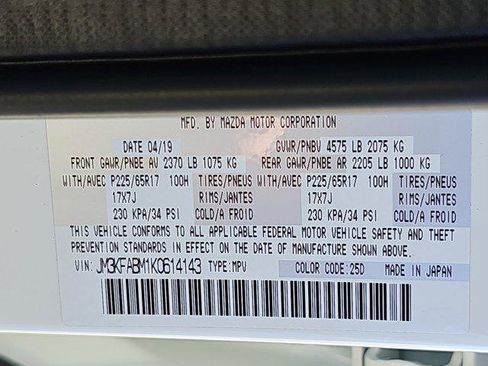 MFD. BY MAZDA MOTOR CORPORATION
DATE 04/19 GVWR/PNBV 4575 LB 2075 KG
FRONT GAWR/PNBE AV 2370 LB 1075 KG REAR GAWR/PNBE AR 2205 LB 1000 KG
WITH/AVEC P225/65R17 100H TIRES/PNEUS WITH/AVEC P225/65R17 100H TIRES/PNEUS
17X7J RIMS/JANTES 17X7J RIMS/JANTES
230 KPA/34 PSI COLD/A FROID 230 KPA/34 PSI COLD/A FROID
THIS VEHICLE CONFORMS TO ALL APPLICABLE FEDERAL MOTOR VEHICLE SAFETY AND THEFT
PREVENTION STANDARDS IN EFFECT ON THE DATE OF MANUFACTURE SHOWN ABOVE.
VIN: JM3KFABM1K0614143 TYPE: MPV COLOR CODE: 25D MADE IN JAPAN